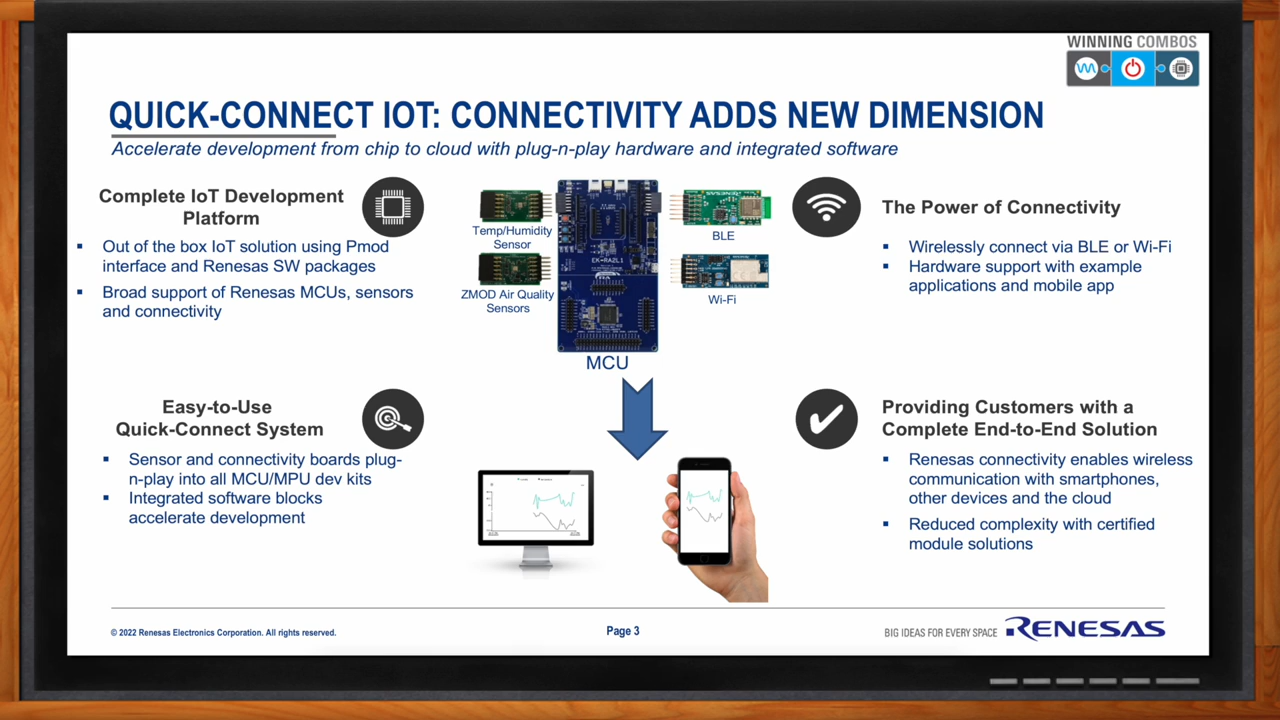 WINNING COMBOS
QUICK-CONNECT IOT: CONNECTIVITY ADDS NEW DIMENSION
Accelerate development from chip to cloud with plug-n-play hardware and integrated software
Complete IoT Development
Platform
▪ Out of the box IoT solution using Pmod
interface and Renesas SW packages
▪ Broad support of Renesas MCUs, sensors
and connectivity
Temp/Humidity
Sensor
ZMOD Air Quality
Sensors
EK-RA2L1
MCU
RENESAS
BLE
Wi-Fi
The Power of Connectivity
▪ Wirelessly connect via BLE or Wi-Fi
▪ Hardware support with example
applications and mobile app
Easy-to-Use
Quick-Connect System
▪ Sensor and connectivity boards plug-
n-play into all MCU/MPU dev kits
▪ Integrated software blocks
accelerate development
Providing Customers with a
Complete End-to-End Solution
▪ Renesas connectivity enables wireless
communication with smartphones,
other devices and the cloud
▪ Reduced complexity with certified
module solutions
© 2022 Renesas Electronics Corporation. All rights reserved.
Page 3
BIG IDEAS FOR EVERY SPACE
RENESAS